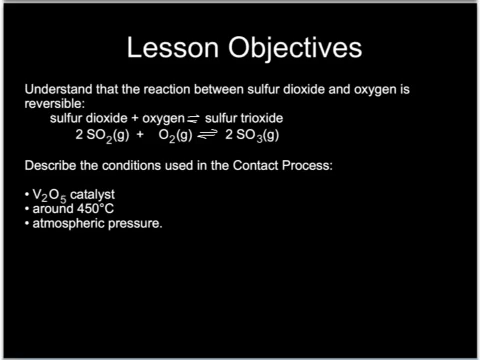 Lesson Objectives
Understand that the reaction between sulfur dioxide and oxygen is
reversible:
sulfur dioxide + oxygen ⇌ sulfur trioxide
2 SO₂(g) + O₂(g) ⇌ 2 SO₃(g)
Describe the conditions used in the Contact Process:
• V₂O₅ catalyst
• around 450°C
• atmospheric pressure.